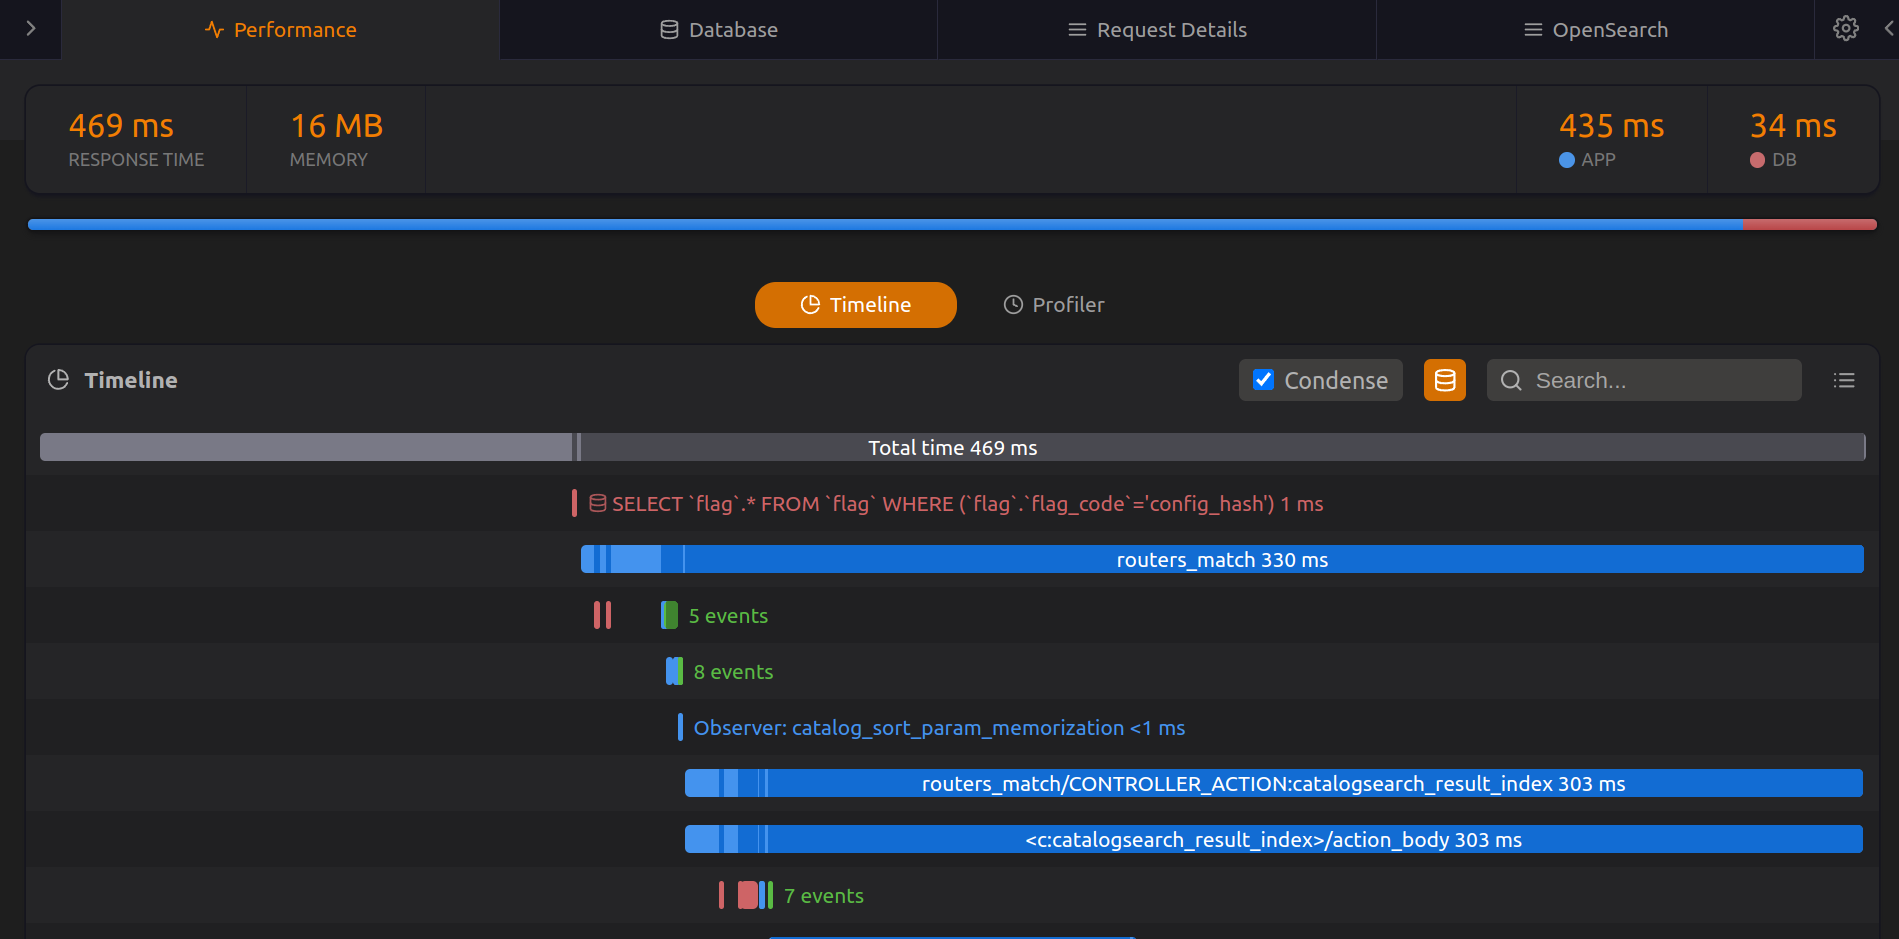 Performance
Database
Request Details
OpenSearch
469 ms
RESPONSE TIME
16 MB
MEMORY
435 ms
APP
34 ms
DB
Timeline
Profiler
Timeline
Condense
Search...
Total time 469 ms
SELECT `flag`.* FROM `flag` WHERE (`flag`.`flag_code`='config_hash') 1 ms
routers_match 330 ms
5 events
8 events
Observer: catalog_sort_param_memorization <1 ms
routers_match/CONTROLLER_ACTION:catalogsearch_result_index 303 ms
<c:catalogsearch_result_index>/action_body 303 ms
7 events